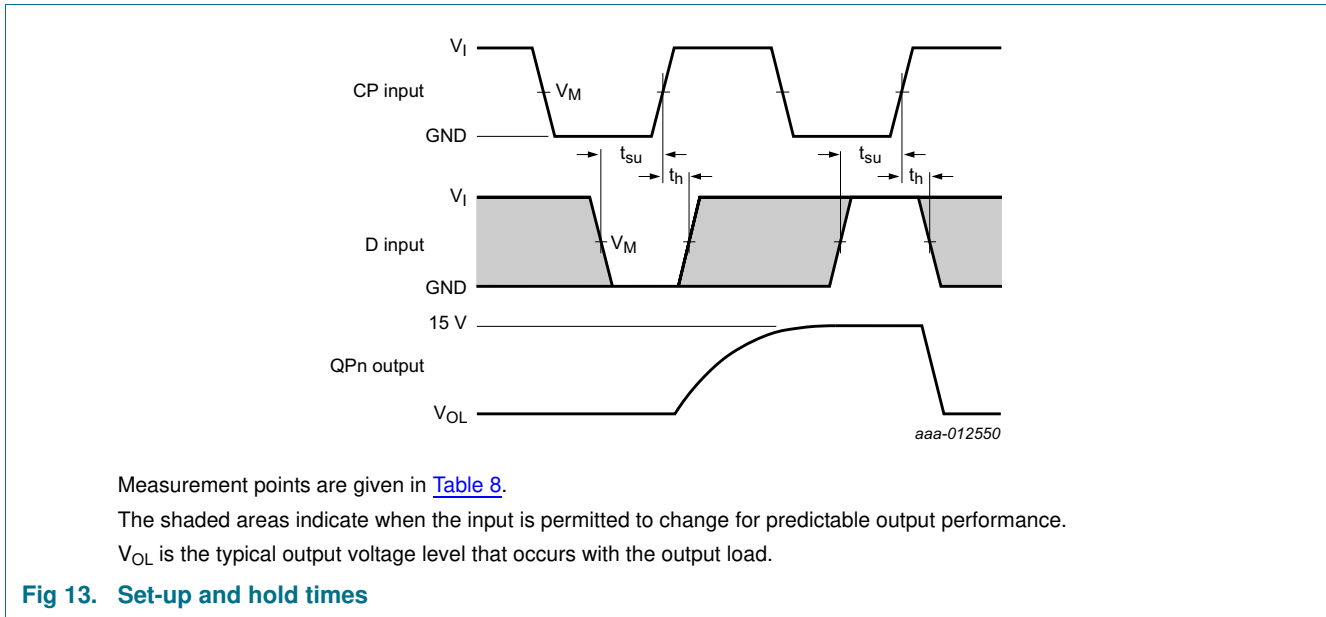 V_I
CP input
V_M
GND
t_su
t_h
t_su
t_h
V_I
D input
V_M
GND
15 V
QPn output
V_OL
aaa-012550
Measurement points are given in Table 8.
The shaded areas indicate when the input is permitted to change for predictable output performance.
V_OL is the typical output voltage level that occurs with the output load.
Fig 13. Set-up and hold times